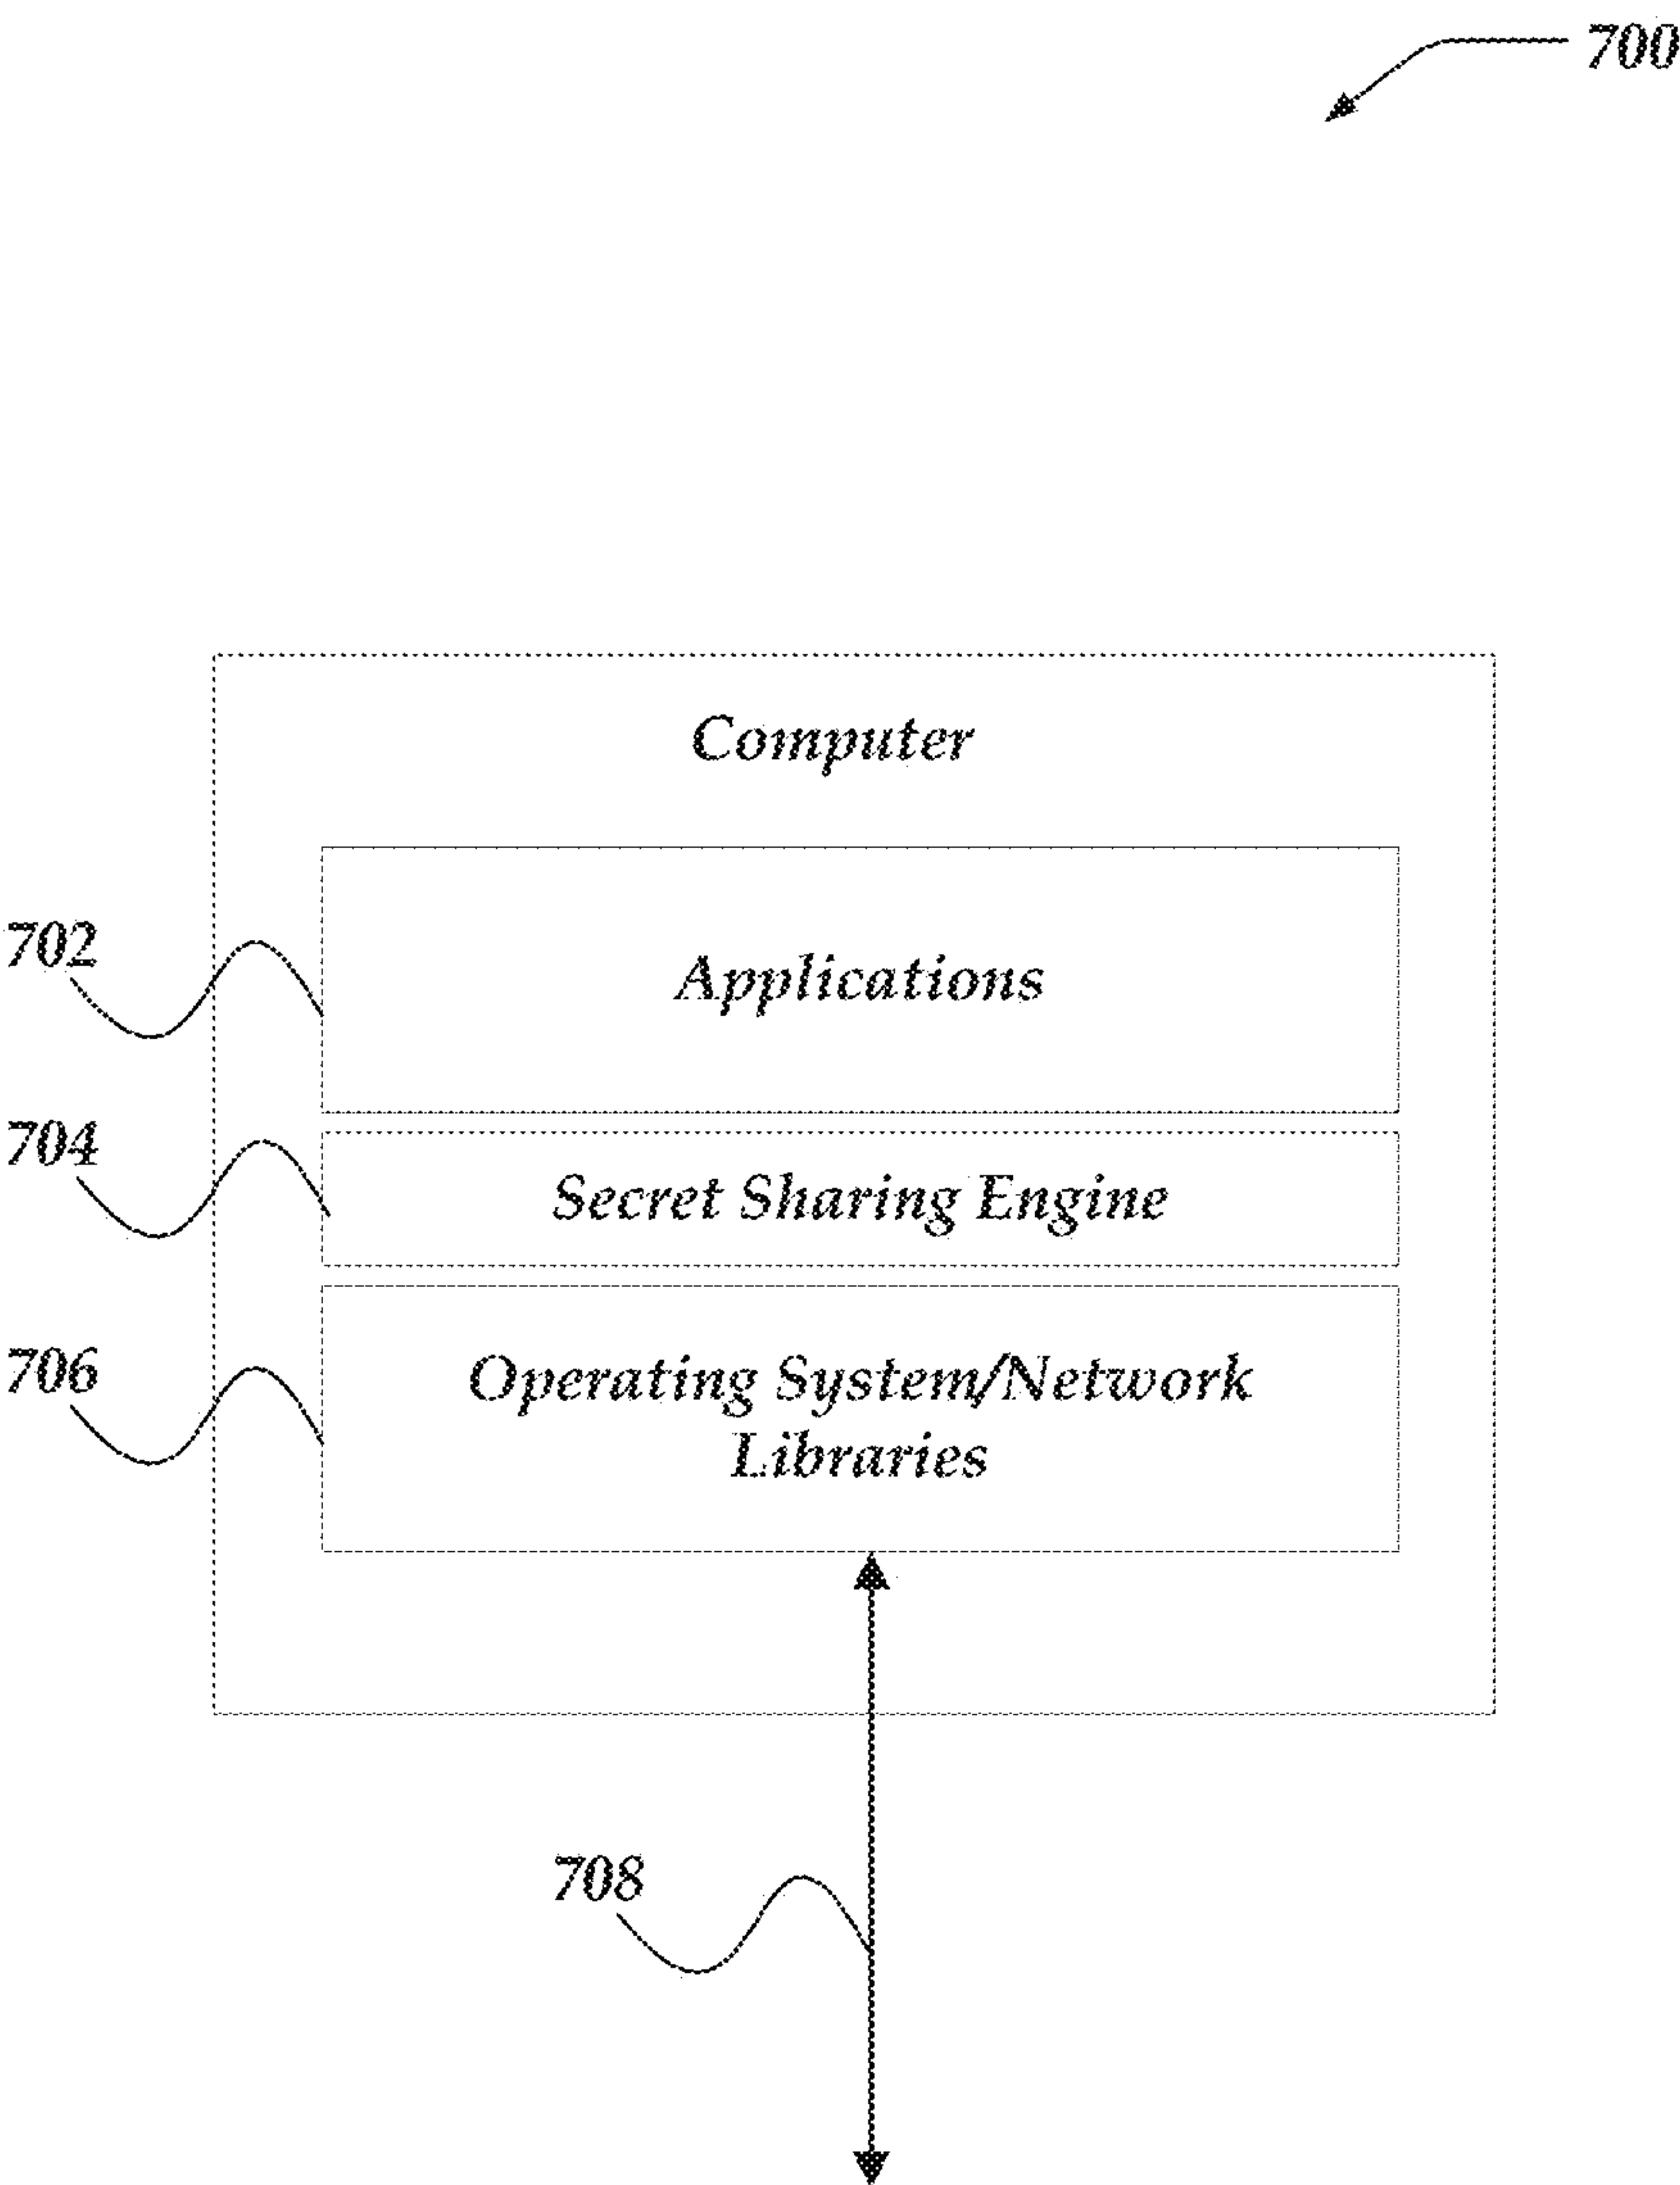 700
Computer
702
Applications
704
Secret Sharing Engine
706
Operating System/Network
Libraries
708